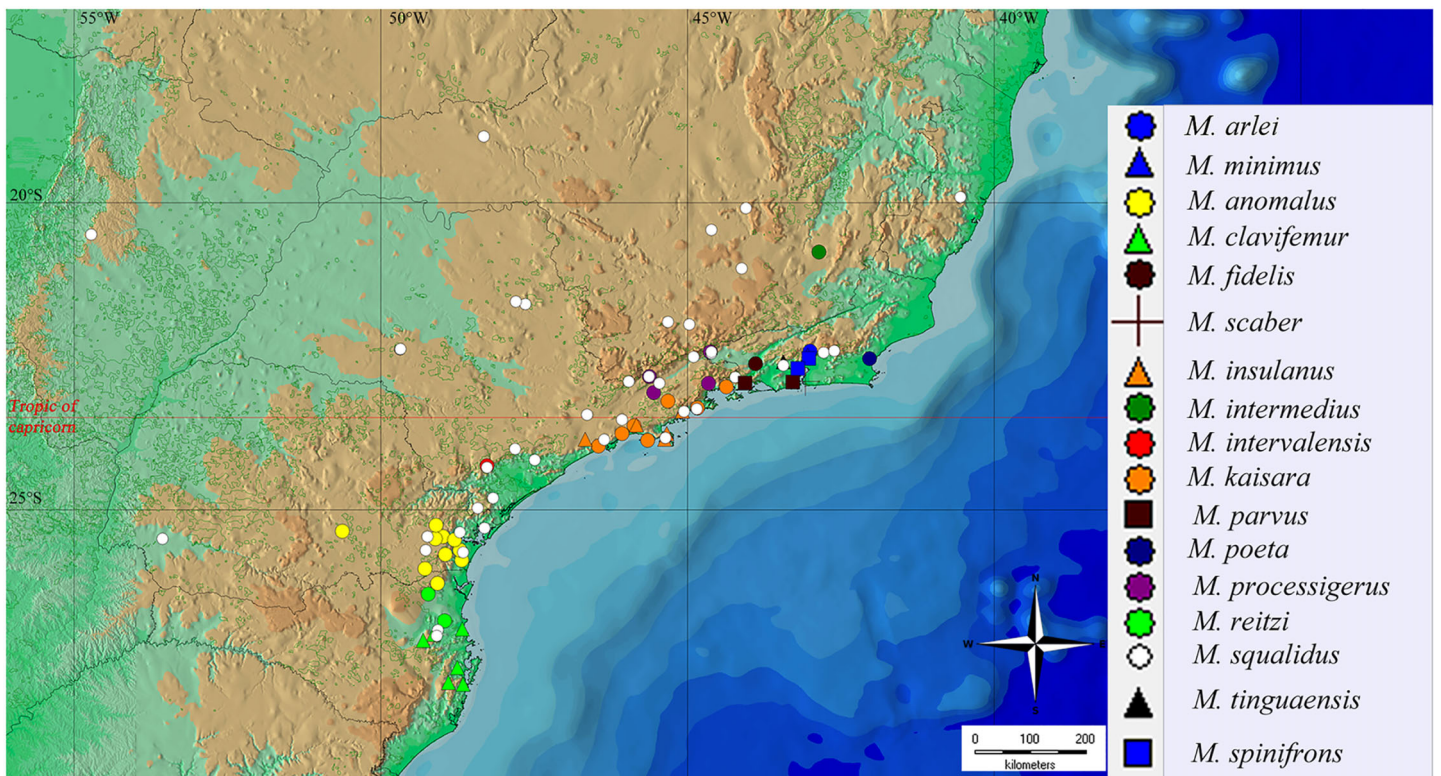 55°W
50°W
45°W
40°W
20°S
Tropic of
capricorn
25°S
M. arlei
M. minimus
M. anomalus
M. clavifemur
M. fidelis
M. scaber
M. insulanus
M. intermedius
M. intervalensis
M. kaisara
M. parvus
M. poeta
M. processigerus
M. reitzi
M. squalidus
M. tinguaensis
M. spinifrons
N
W
E
S
0 100 200
kilometers